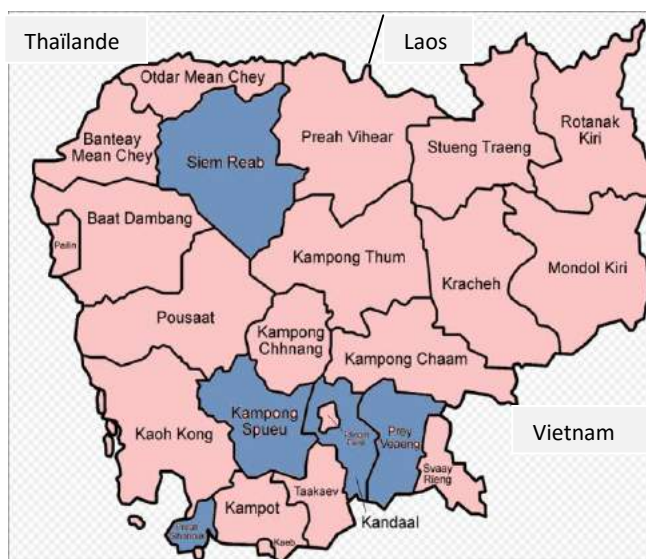 Thaïlande
Laos
Otdar Mean Chey
Banteay
Mean Chey
Siem Reab
Preah Vihear
Stueng Traeng
Rotanak
Kiri
Baat Dambang
Pailin
Kampong Thum
Kracheh
Mondol Kiri
Pousaat
Kampong
Chhnang
Kampong Chaam
Kaoh Kong
Kampong
Spueu
Prey
Veaeng
Vietnam
Svaay
Rieng
Taakaev
Kampot
Kandaal
Kaeb